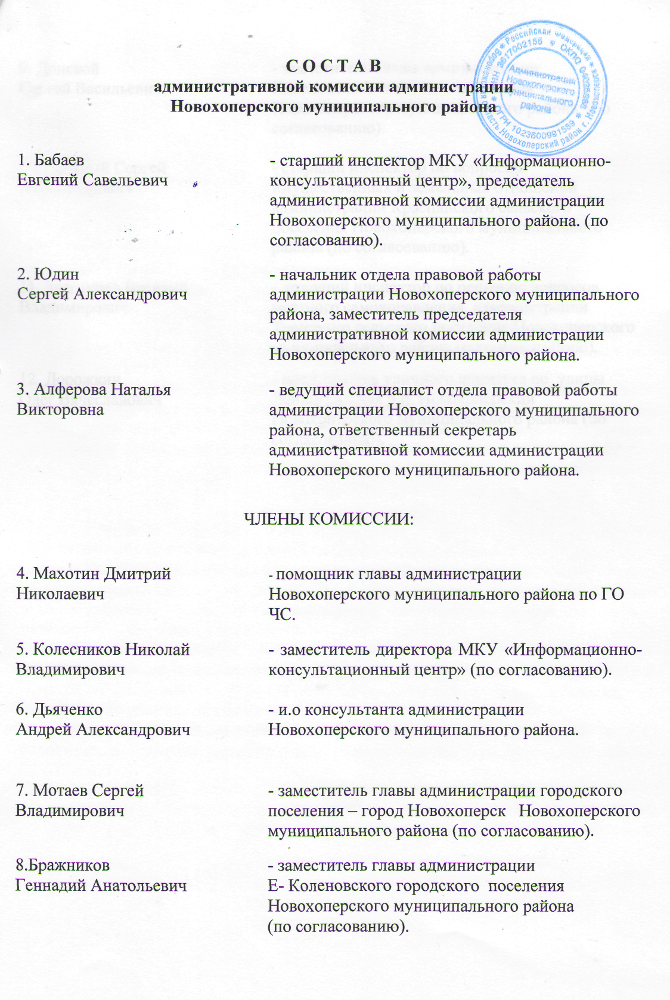 С О С Т А В
административной комиссии администрации
Новохоперского муниципального района
Российская Федерация
ИНН 3617002155 * ОКПО
ОГРН 1023600991589
Новохоперский район г.
Администрация
Новохоперского
муниципального
района
1. Бабаев
Евгений Савельевич
- старший инспектор МКУ «Информационно-
консультационный центр», председатель
административной комиссии администрации
Новохоперского муниципального района. (по
согласованию).
2. Юдин
Сергей Александрович
- начальник отдела правовой работы
администрации Новохоперского муниципального
района, заместитель председателя
административной комиссии администрации
Новохоперского муниципального района.
3. Алферова Наталья
Викторовна
- ведущий специалист отдела правовой работы
администрации Новохоперского муниципального
района, ответственный секретарь
административной комиссии администрации
Новохоперского муниципального района.
ЧЛЕНЫ КОМИССИИ:
4. Махотин Дмитрий
Николаевич
- помощник главы администрации
Новохоперского муниципального района по ГО
ЧС.
5. Колесников Николай
Владимирович
- заместитель директора МКУ «Информационно-
консультационный центр» (по согласованию).
6. Дьяченко
Андрей Александрович
- и.о консультанта администрации
Новохоперского муниципального района.
7. Мотаев Сергей
Владимирович
- заместитель главы администрации городского
поселения – город Новохоперск Новохоперского
муниципального района (по согласованию).
8.Бражников
Геннадий Анатольевич
- заместитель главы администрации
Е- Коленовского городского поселения
Новохоперского муниципального района
(по согласованию).